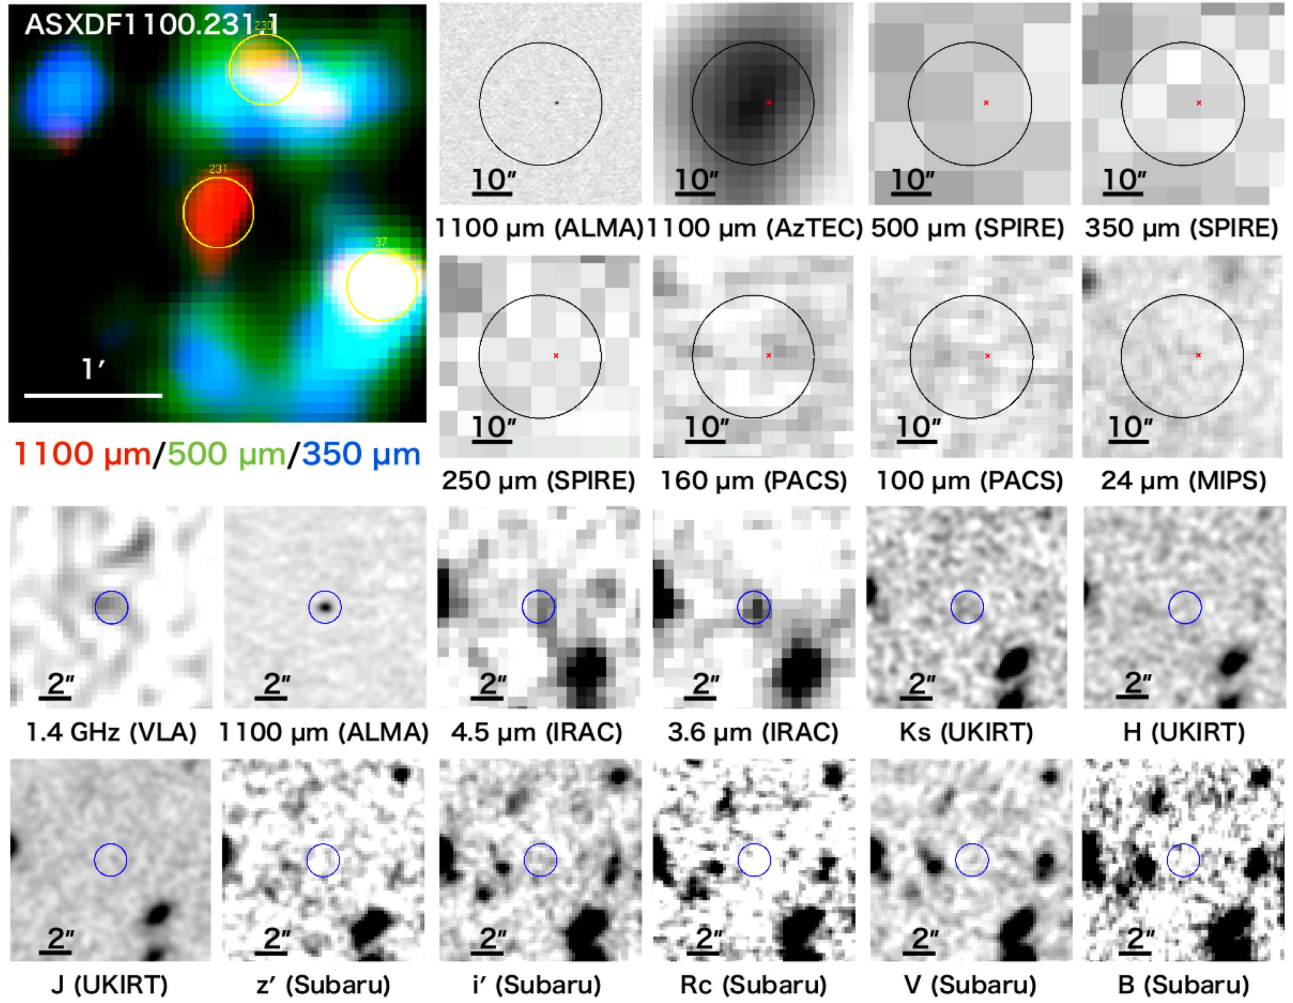 ASXDF1100.231.1
230
231
37
1′
1100 μm/500 μm/350 μm
10″
10″
10″
10″
1100 μm (ALMA)
1100 μm (AzTEC)
500 μm (SPIRE)
350 μm (SPIRE)
10″
10″
10″
10″
250 μm (SPIRE)
160 μm (PACS)
100 μm (PACS)
24 μm (MIPS)
2″
2″
2″
2″
2″
2″
1.4 GHz (VLA)
1100 μm (ALMA)
4.5 μm (IRAC)
3.6 μm (IRAC)
Ks (UKIRT)
H (UKIRT)
2″
2″
2″
2″
2″
2″
J (UKIRT)
z′ (Subaru)
i′ (Subaru)
Rc (Subaru)
V (Subaru)
B (Subaru)